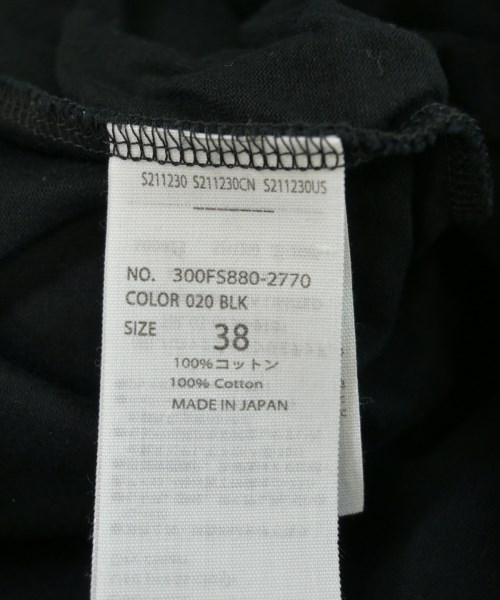 S211230 S211230CN S211230US
NO. 300FS880-2770
COLOR 020 BLK
SIZE 38
100%コットン
100% Cotton
MADE IN JAPAN